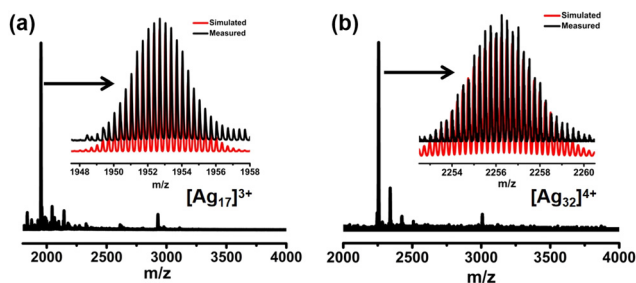 (a)
Simulated
Measured
1948 1950 1952 1954 1956 1958
m/z
[Ag₁₇]³⁺
2000 2500 3000 3500 4000
m/z
(b)
Simulated
Measured
2254 2256 2258 2260
m/z
[Ag₃₂]⁴⁺
2000 2500 3000 3500 4000
m/z